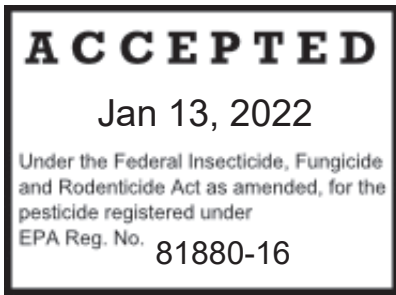 ACCEPTED
Jan 13, 2022
Under the Federal Insecticide, Fungicide
and Rodenticide Act as amended, for the
pesticide registered under
EPA Reg. No. 81880-16